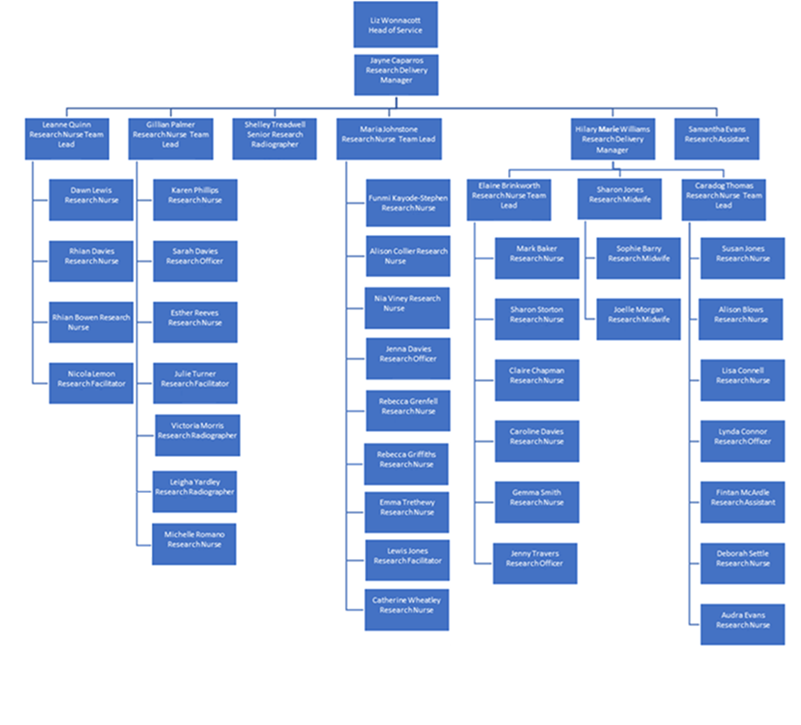 Liz Wonnacott
Head of Service
Jayne Caparros
Research Delivery
Manager
Leanne Quinn
Research Nurse Team
Lead
Gillian Palmer
Research Nurse Team
Lead
Shelley Treadwell
Senior Research
Radiographer
Maria Johnstone
Research Nurse Team Lead
Hilary Marie Williams
Research Delivery
Manager
Samantha Evans
Research Assistant
Dawn Lewis
Research Nurse
Rhian Davies
Research Nurse
Rhian Bowen Research
Nurse
Nicola Lemon
Research Facilitator
Karen Phillips
Research Nurse
Sarah Davies
Research Officer
Esther Reeves
Research Nurse
Julie Turner
Research Facilitator
Victoria Morris
Research Radiographer
Leigha Yardley
Research Radiographer
Michelle Romano
Research Nurse
Funmi Kayode-Stephen
Research Nurse
Alison Collier Research
Nurse
Nia Viney Research
Nurse
Jenna Davies
Research Officer
Rebecca Grenfell
Research Nurse
Rebecca Griffiths
Research Nurse
Emma Trethewy
Research Nurse
Lewis Jones
Research Facilitator
Catherine Wheatley
Research Nurse
Elaine Brinkworth
Research Nurse Team
Lead
Mark Baker
Research Nurse
Sharon Storton
Research Nurse
Claire Chapman
Research Nurse
Caroline Davies
Research Nurse
Gemma Smith
Research Nurse
Jenny Travers
Research Officer
Sharon Jones
Research Midwife
Sophie Barry
Research Midwife
Joelle Morgan
Research Midwife
Caradog Thomas
Research Nurse Team
Lead
Susan Jones
Research Nurse
Alison Blows
Research Nurse
Lisa Connell
Research Nurse
Lynda Connor
Research Officer
Fintan McArdle
Research Assistant
Deborah Settle
Research Nurse
Audra Evans
Research Nurse